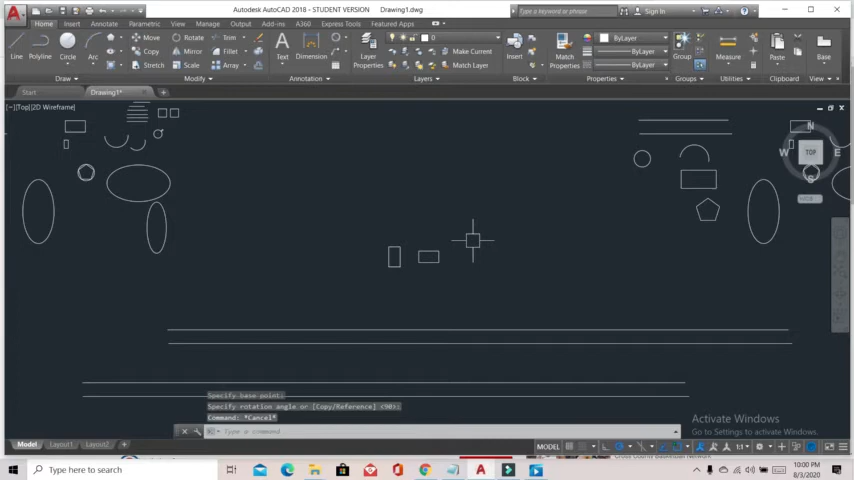 Autodesk AutoCAD 2018 - STUDENT VERSION Drawing1.dwg
Type a keyword or phrase
Sign In
Home Insert Annotate Parametric View Manage Output Add-ins A360 Express Tools Featured Apps
Line Polyline Circle Arc
Move Rotate Trim
Copy Mirror Fillet
Stretch Scale Array
Text Dimension
Layer Properties
0
Make Current
Match Layer
Insert
Match Properties
ByLayer
ByLayer
ByLayer
Group
Measure
Paste
Base
Draw Modify Annotation Layers Block Properties Groups Utilities Clipboard View
Start Drawing1*
[−][Top][2D Wireframe]
N
W TOP E
S
Specify base point:
Specify rotation angle or [Copy/Reference] <90>:
Command: *Cancel*
Type a command
Activate Windows
Go to Settings to activate Windows.
Model Layout1 Layout2 +
MODEL
1:1
Type here to search
10:00 PM
8/3/2020